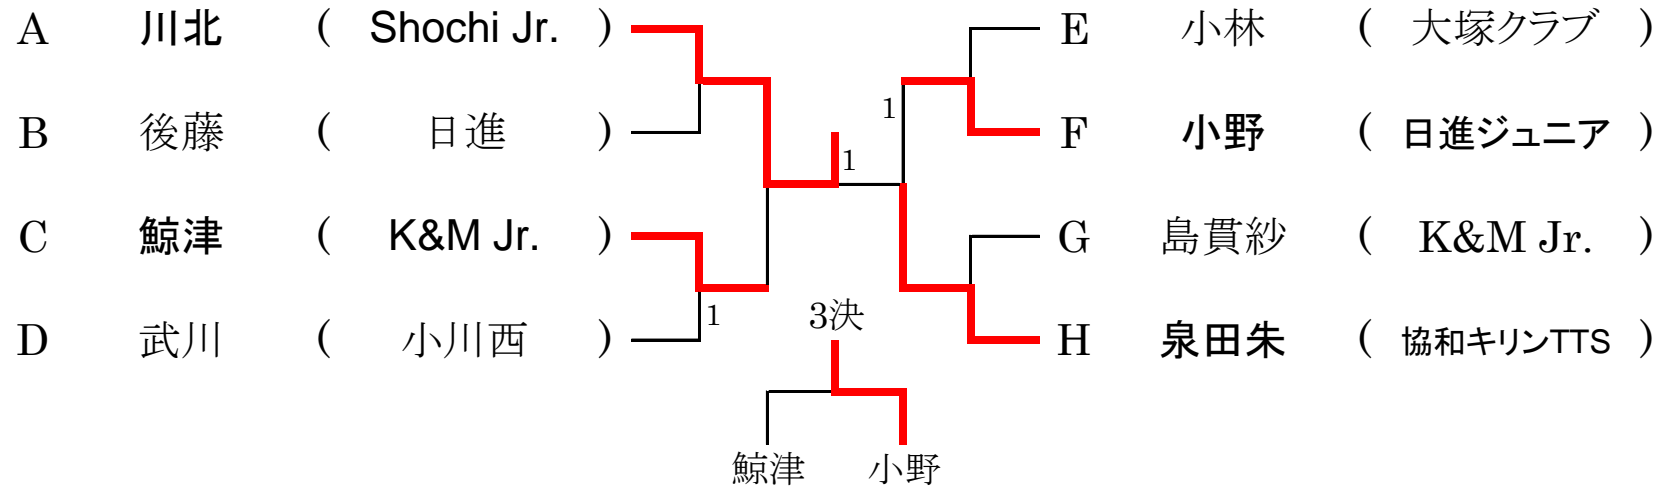 A 川北 ( Shochi Jr. ) E 小林 ( 大塚クラブ )
1
B 後藤 ( 日進 ) F 小野 ( 日進ジュニア )
1
C 鯨津 ( K&M Jr. ) G 島貫紗 ( K&M Jr. )
1 3決
D 武川 ( 小川西 ) H 泉田朱 ( 協和キリンTTS )
鯨津 小野